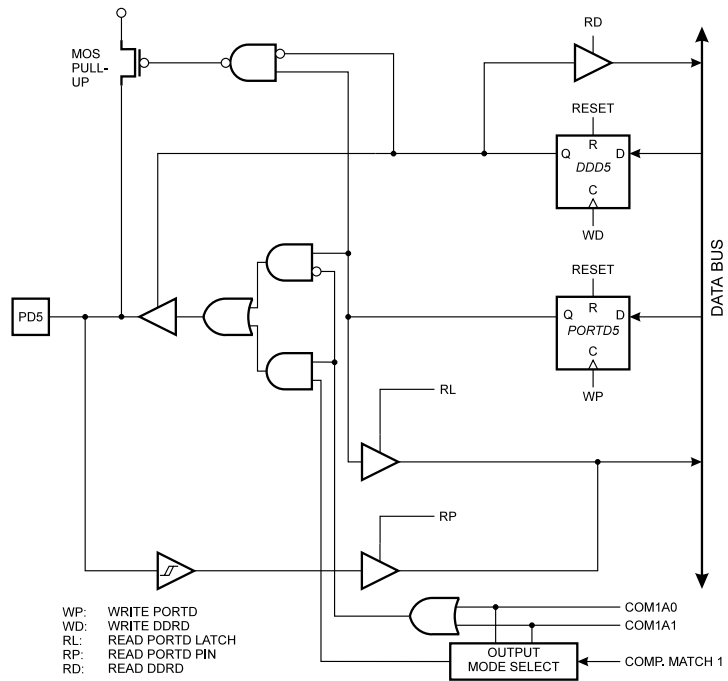 RD
MOS
PULL-
UP
RESET
R
Q
D
DDD5
C
WD
DATA BUS
RESET
R
Q
D
PORTD5
C
WP
PD5
RL
RP
WP: WRITE PORTD
WD: WRITE DDRD
RL: READ PORTD LATCH
RP: READ PORTD PIN
RD: READ DDRD
COM1A0
COM1A1
OUTPUT
MODE SELECT
COMP. MATCH 1